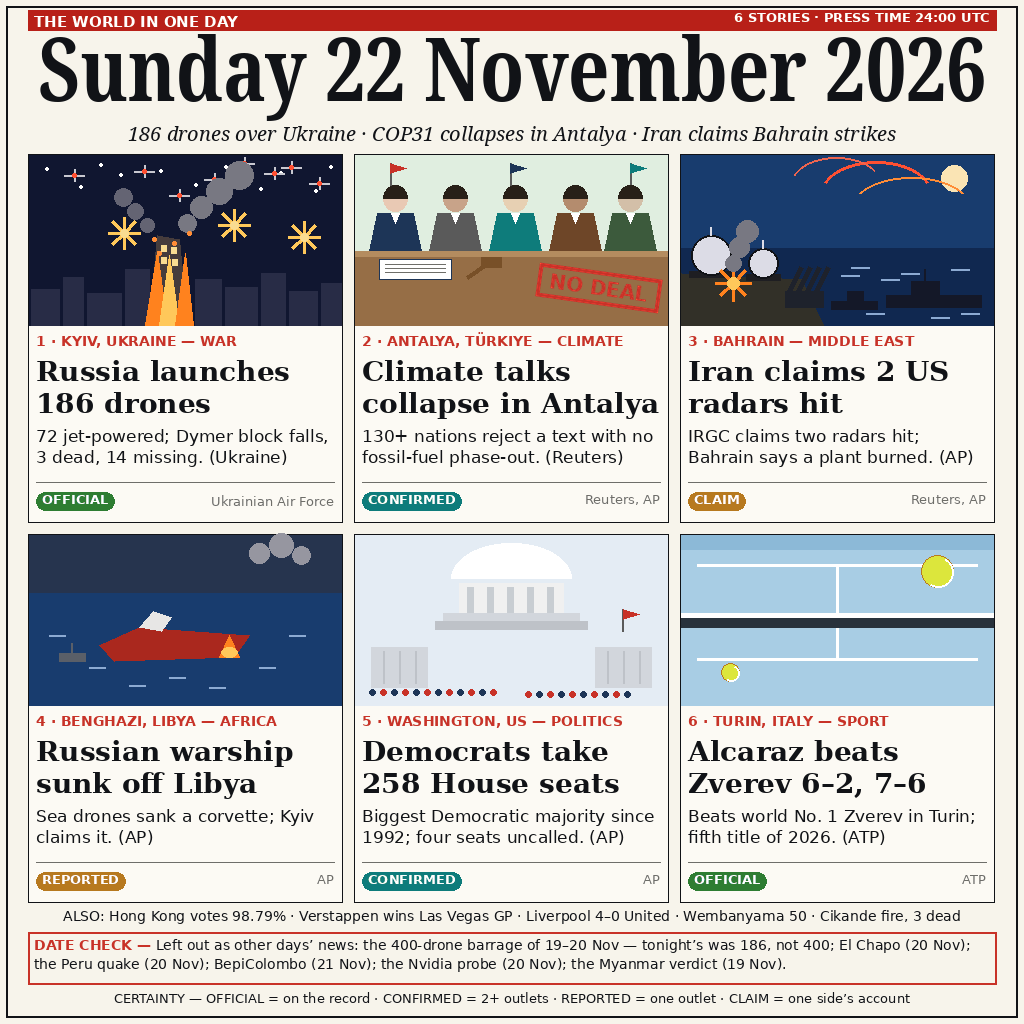 THE WORLD IN ONE DAY
6 STORIES · PRESS TIME 24:00 UTC
Sunday 22 November 2026
186 drones over Ukraine · COP31 collapses in Antalya · Iran claims Bahrain strikes
1 · KYIV, UKRAINE — WAR
Russia launches
186 drones
72 jet-powered; Dymer block falls,
3 dead, 14 missing. (Ukraine)
OFFICIAL
Ukrainian Air Force
NO DEAL
2 · ANTALYA, TÜRKIYE — CLIMATE
Climate talks
collapse in Antalya
130+ nations reject a text with no
fossil-fuel phase-out. (Reuters)
CONFIRMED
Reuters, AP
3 · BAHRAIN — MIDDLE EAST
Iran claims 2 US
radars hit
IRGC claims two radars hit;
Bahrain says a plant burned. (AP)
CLAIM
Reuters, AP
4 · BENGHAZI, LIBYA — AFRICA
Russian warship
sunk off Libya
Sea drones sank a corvette; Kyiv
claims it. (AP)
REPORTED
AP
5 · WASHINGTON, US — POLITICS
Democrats take
258 House seats
Biggest Democratic majority since
1992; four seats uncalled. (AP)
CONFIRMED
AP
6 · TURIN, ITALY — SPORT
Alcaraz beats
Zverev 6–2, 7–6
Beats world No. 1 Zverev in Turin;
fifth title of 2026. (ATP)
OFFICIAL
ATP
ALSO: Hong Kong votes 98.79% · Verstappen wins Las Vegas GP · Liverpool 4–0 United · Wembanyama 50 · Cikande fire, 3 dead
DATE CHECK — Left out as other days’ news: the 400-drone barrage of 19–20 Nov — tonight’s was 186, not 400; El Chapo (20 Nov);
the Peru quake (20 Nov); BepiColombo (21 Nov); the Nvidia probe (20 Nov); the Myanmar verdict (19 Nov).
CERTAINTY — OFFICIAL = on the record · CONFIRMED = 2+ outlets · REPORTED = one outlet · CLAIM = one side’s account